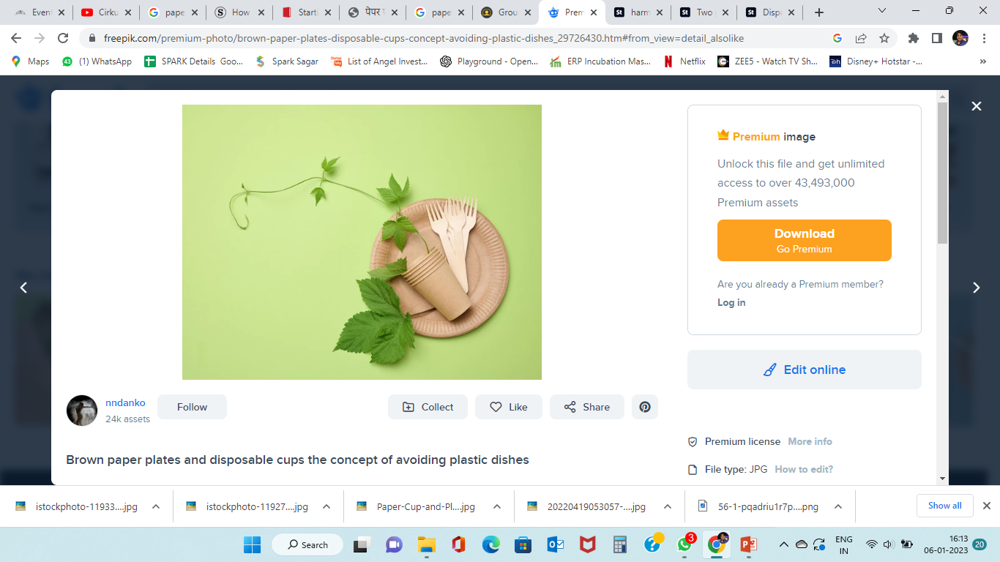 Event
Cirku
pape
How
Starti
पेपर
pape
Grou
Prem
harm
Two
Dispo
freepik.com/premium-photo/brown-paper-plates-disposable-cups-concept-avoiding-plastic-dishes_29726430.htm#from_view=detail_alsolike
Maps
(1) WhatsApp
SPARK Details Goo...
Spark Sagar
List of Angel Invest...
Playground - Open...
ERP Incubation Mas...
Netflix
ZEE5 - Watch TV Sh...
Disney+ Hotstar -...
Premium image
Unlock this file and get unlimited
access to over 43,493,000
Premium assets
Download
Go Premium
Are you already a Premium member?
Log in
Edit online
nndanko
24k assets
Follow
Collect
Like
Share
Brown paper plates and disposable cups the concept of avoiding plastic dishes
Premium license More info
File type: JPG How to edit?
istockphoto-11933....jpg
istockphoto-11927....jpg
Paper-Cup-and-Pl....jpg
20220419053057-....jpg
56-1-pqadriu1r7p....png
Show all
Search
3
ENG
IN
16:13
06-01-2023
20